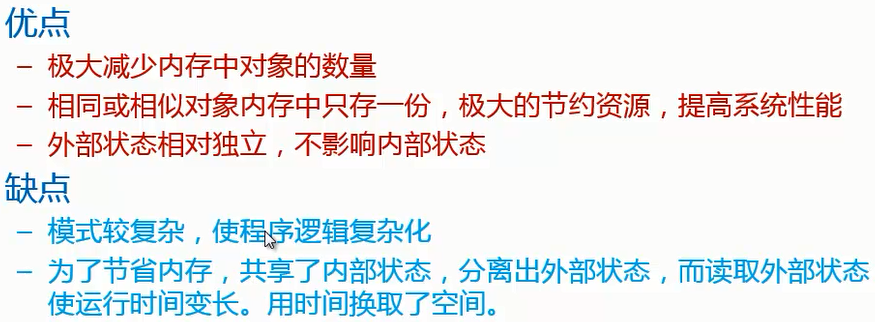 优点
– 极大减少内存中对象的数量
– 相同或相似对象内存中只存一份，极大的节约资源，提高系统性能
– 外部状态相对独立，不影响内部状态
缺点
– 模式较复杂，使程序逻辑复杂化
– 为了节省内存，共享了内部状态，分离出外部状态，而读取外部状态
使运行时间变长。用时间换取了空间。